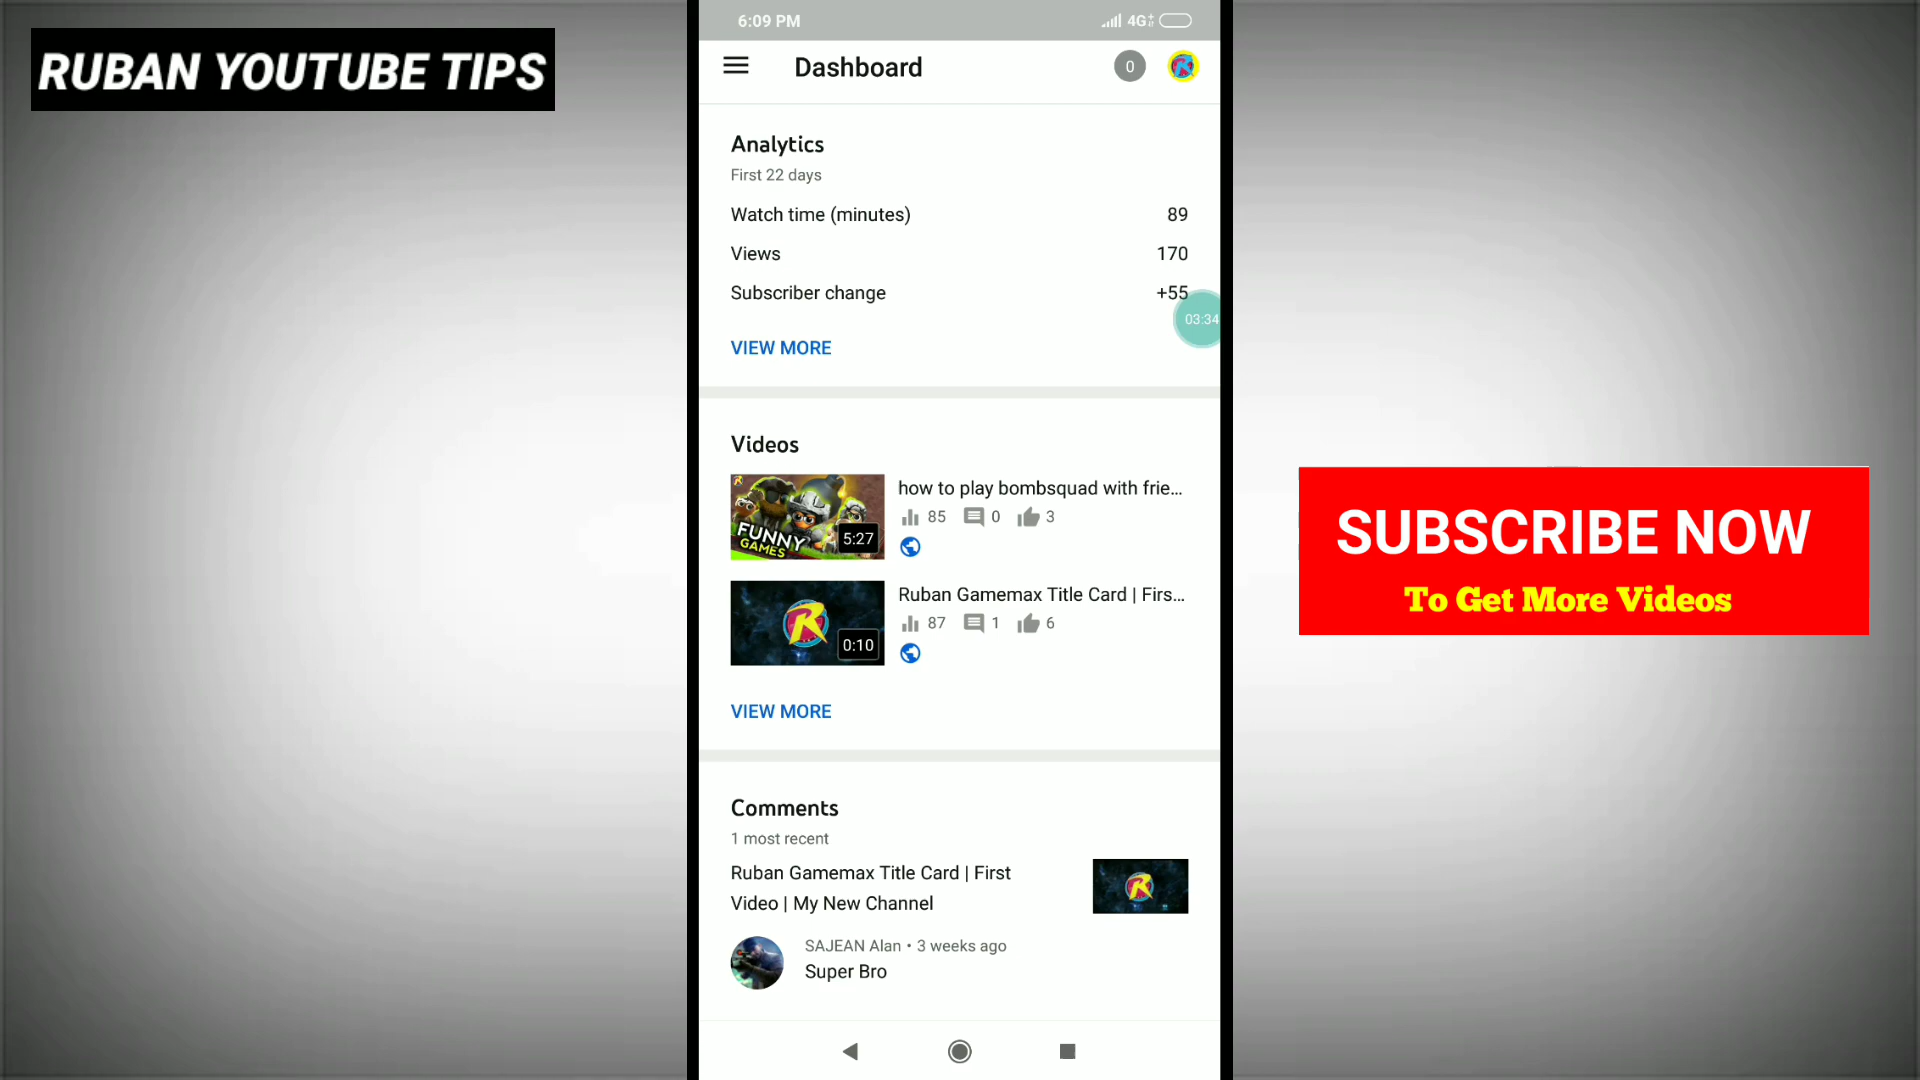 RUBAN YOUTUBE TIPS
6:09 PM
4G+
Dashboard
0
Analytics
First 22 days
Watch time (minutes) 89
Views 170
Subscriber change +55
03:34
VIEW MORE
Videos
FUNNY
GAMES
5:27
how to play bombsquad with frie...
85 0 3
R
0:10
Ruban Gamemax Title Card | Firs...
87 1 6
VIEW MORE
Comments
1 most recent
Ruban Gamemax Title Card | First
Video | My New Channel
R
SAJEAN Alan • 3 weeks ago
Super Bro
SUBSCRIBE NOW
To Get More Videos